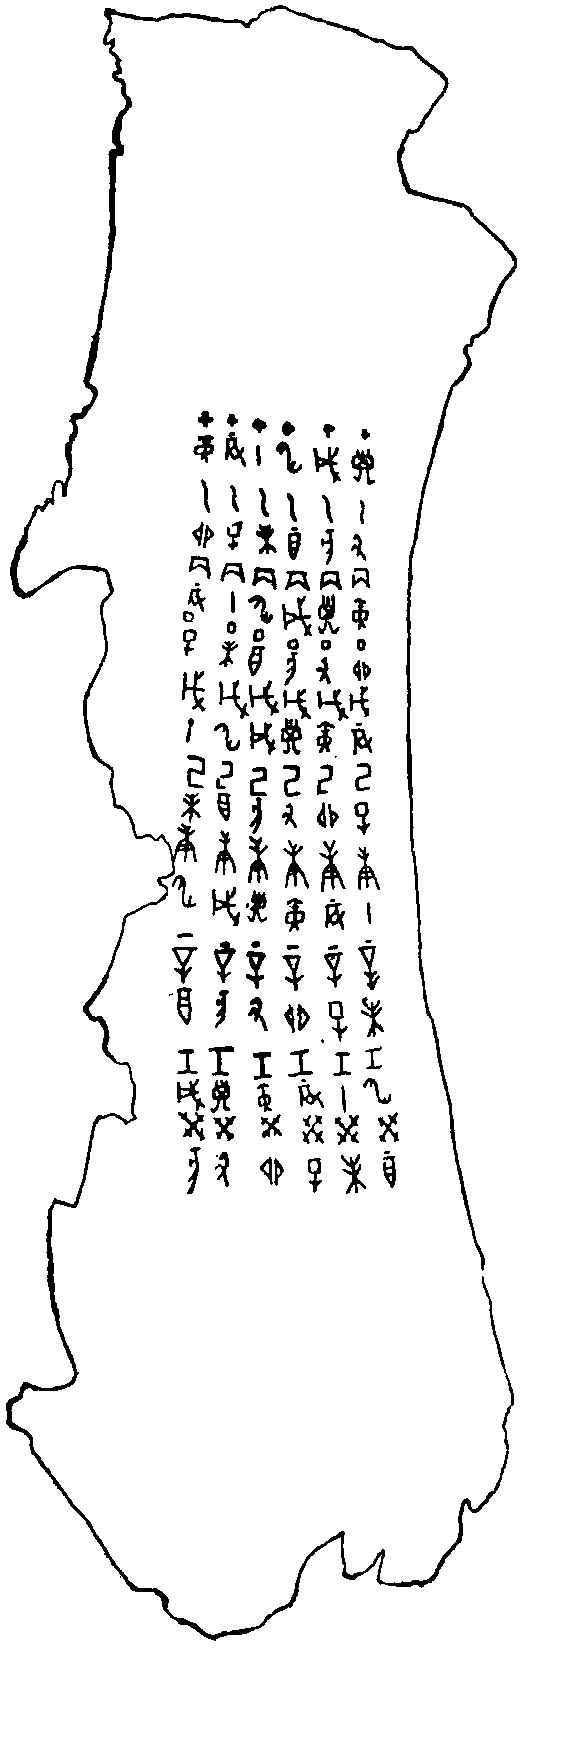 甲子乙丑丙寅丁卯戊辰己巳庚午辛未壬申癸酉
甲戌乙亥丙子丁丑戊寅己卯庚辰辛巳壬午癸未
甲申乙酉丙戌丁亥戊子己丑庚寅辛卯壬辰癸巳
甲午乙未丙申丁酉戊戌己亥庚子辛丑壬寅癸卯
甲辰乙巳丙午丁未戊申己酉庚戌辛亥壬子癸丑
甲寅乙卯丙辰丁巳戊午己未庚申辛酉壬戌癸亥